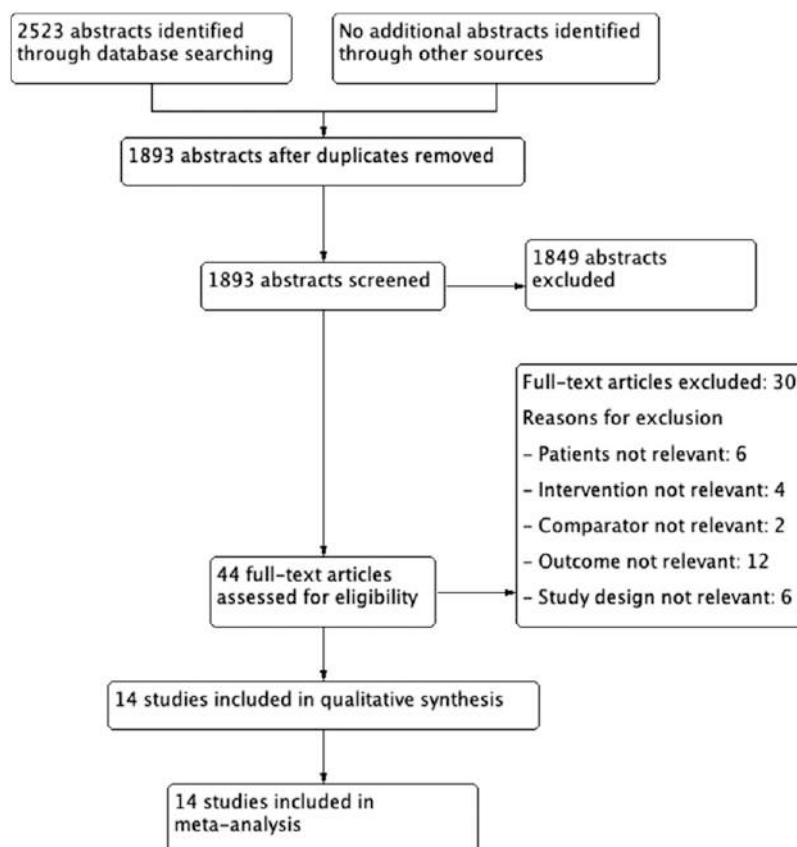 2523 abstracts identified
through database searching
No additional abstracts identified
through other sources
1893 abstracts after duplicates removed
1893 abstracts screened
1849 abstracts
excluded
Full-text articles excluded: 30
Reasons for exclusion
- Patients not relevant: 6
- Intervention not relevant: 4
- Comparator not relevant: 2
- Outcome not relevant: 12
- Study design not relevant: 6
44 full-text articles
assessed for eligibility
14 studies included in qualitative synthesis
14 studies included in
meta-analysis